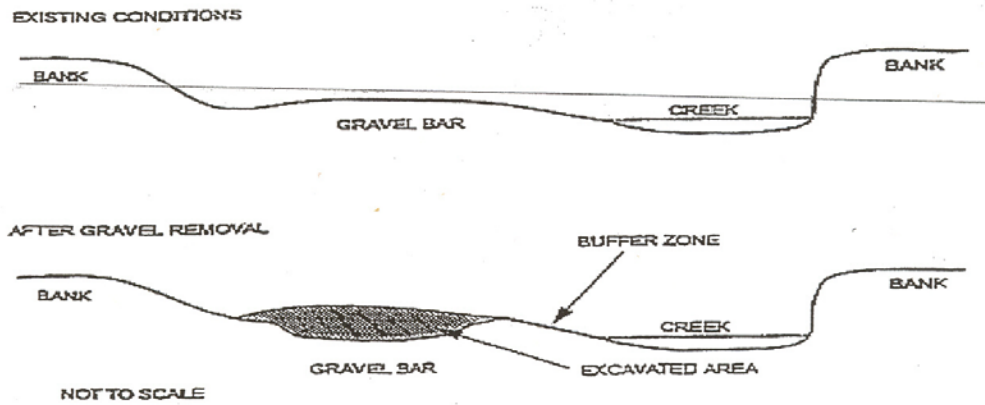 EXISTING CONDITIONS
BANK
BANK
CREEK
GRAVEL BAR
AFTER GRAVEL REMOVAL
BUFFER ZONE
BANK
BANK
CREEK
GRAVEL BAR
EXCAVATED AREA
NOT TO SCALE